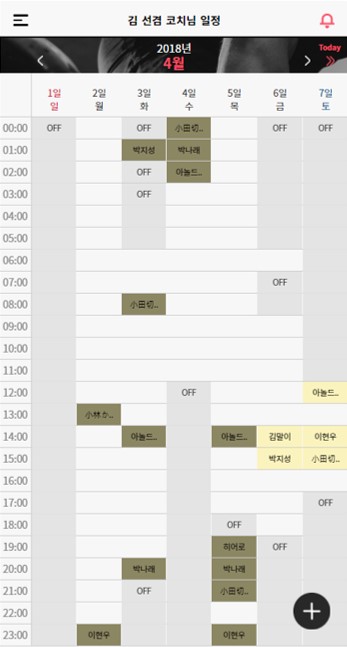 김 선겸 코치님 일정
2018년
4월
Today
1일 2일 3일 4일 5일 6일 7일
일 월 화 수 목 금 토
00:00 OFF OFF 小田切.. OFF OFF
01:00 박지성 박나래
02:00 OFF 아놀드..
03:00 OFF
04:00
05:00
06:00
07:00 OFF
08:00 小田切..
09:00
10:00
11:00
12:00 OFF 아놀드..
13:00 小林か..
14:00 아놀드.. 아놀드.. 김말이 이현우
15:00 박지성 小田切..
16:00
17:00 OFF
18:00 OFF
19:00 히어로 OFF
20:00 박나래 박나래
21:00 OFF 小田切..
22:00
23:00 이현우 이현우